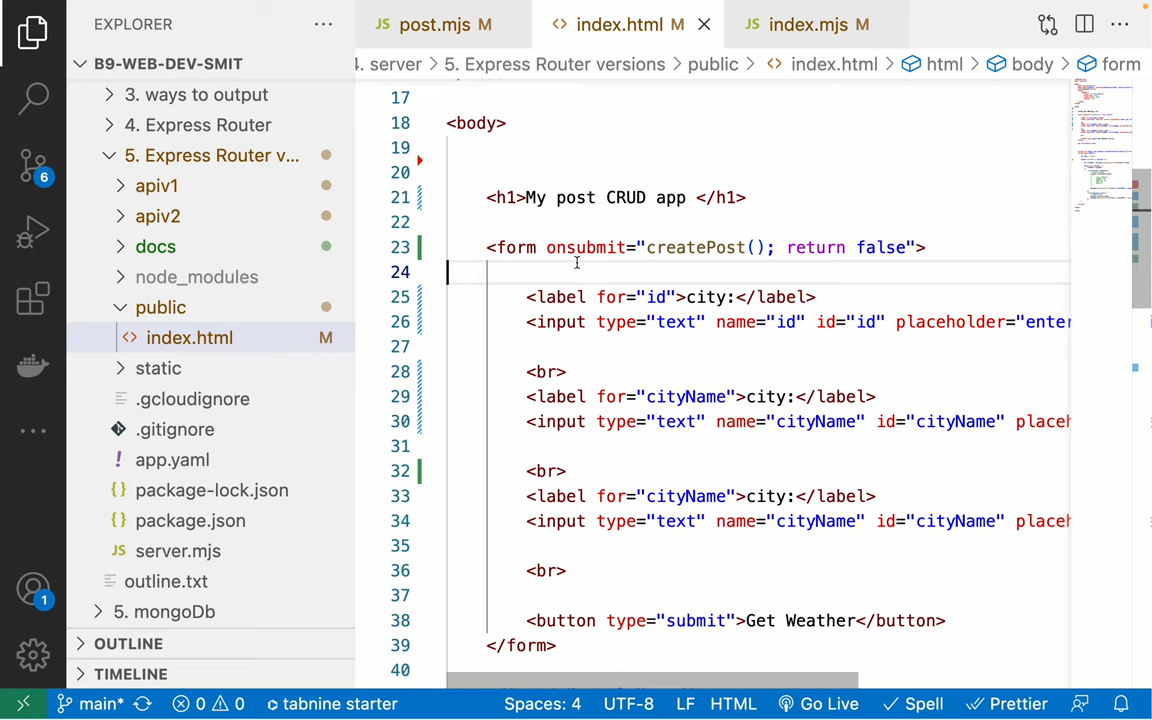 EXPLORER
B9-WEB-DEV-SMIT
3. ways to output
4. Express Router
5. Express Router v...
apiv1
apiv2
docs
node_modules
public
<> index.html M
static
.gcloudignore
.gitignore
! app.yaml
{} package-lock.json
{} package.json
JS server.mjs
outline.txt
5. mongoDb
OUTLINE
TIMELINE
6
1
JS post.mjs M
<> index.html M
JS index.mjs M
4. server > 5. Express Router versions > public > <> index.html > html > body > form
17
18 <body>
19
20
21 <h1>My post CRUD app </h1>
22
23 <form onsubmit="createPost(); return false">
24
25 <label for="id">city:</label>
26 <input type="text" name="id" id="id" placeholder="enter
27
28 <br>
29 <label for="cityName">city:</label>
30 <input type="text" name="cityName" id="cityName" placeh
31
32 <br>
33 <label for="cityName">city:</label>
34 <input type="text" name="cityName" id="cityName" placeh
35
36 <br>
37
38 <button type="submit">Get Weather</button>
39 </form>
40
main* 0 0 tabnine starter Spaces: 4 UTF-8 LF HTML Go Live Spell Prettier